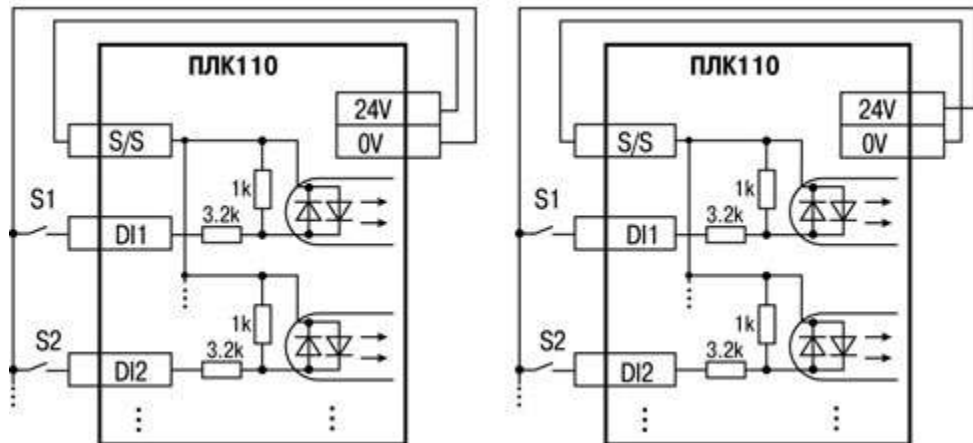 ПЛК110
24V
0V
S/S
1k
S1
3.2k
DI1
1k
S2
3.2k
DI2
ПЛК110
24V
0V
S/S
1k
S1
3.2k
DI1
1k
S2
3.2k
DI2